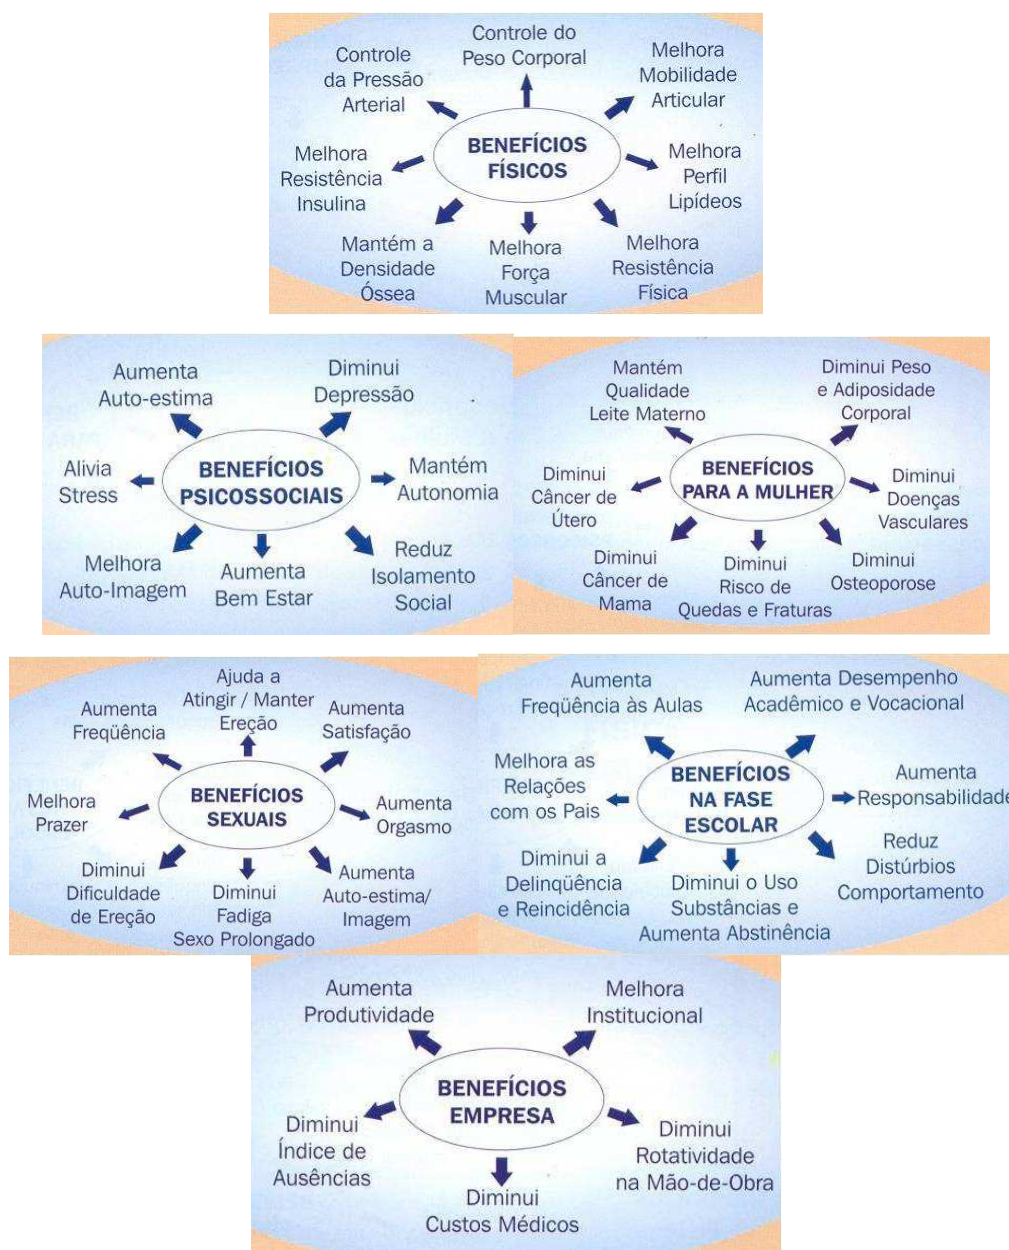 Controle do
Peso Corporal
Controle
da Pressão
Arterial
Melhora
Mobilidade
Articular
BENEFÍCIOS
FÍSICOS
Melhora
Resistência
Insulina
Melhora
Perfil
Lipídeos
Mantém a
Densidade
Óssea
Melhora
Força
Muscular
Melhora
Resistência
Física
Aumenta
Auto-estima
Diminui
Depressão
Alivia
Stress
BENEFÍCIOS
PSICOSSOCIAIS
Mantém
Autonomia
Melhora
Auto-Imagem
Aumenta
Bem Estar
Reduz
Isolamento
Social
Mantém
Qualidade
Leite Materno
Diminui Peso
e Adiposidade
Corporal
Diminui
Câncer de
Útero
BENEFÍCIOS
PARA A MULHER
Diminui
Doenças
Vasculares
Diminui
Câncer de
Mama
Diminui
Risco de
Quedas e Fraturas
Diminui
Osteoporose
Aumenta
Freqüência
Ajuda a
Atingir / Manter
Ereção
Aumenta
Satisfação
Melhora
Prazer
BENEFÍCIOS
SEXUAIS
Aumenta
Orgasmo
Diminui
Dificuldade
de Ereção
Diminui
Fadiga
Sexo Prolongado
Aumenta
Auto-estima/
Imagem
Aumenta
Freqüência às Aulas
Aumenta Desempenho
Acadêmico e Vocacional
Melhora as
Relações
com os Pais
BENEFÍCIOS
NA FASE
ESCOLAR
Aumenta
Responsabilidade
Diminui a
Delinqüência
e Reincidência
Diminui o Uso
Substâncias e
Aumenta Abstinência
Reduz
Distúrbios
Comportamento
Aumenta
Produtividade
Melhora
Institucional
BENEFÍCIOS
EMPRESA
Diminui
Índice de
Ausências
Diminui
Custos Médicos
Diminui
Rotatividade
na Mão-de-Obra